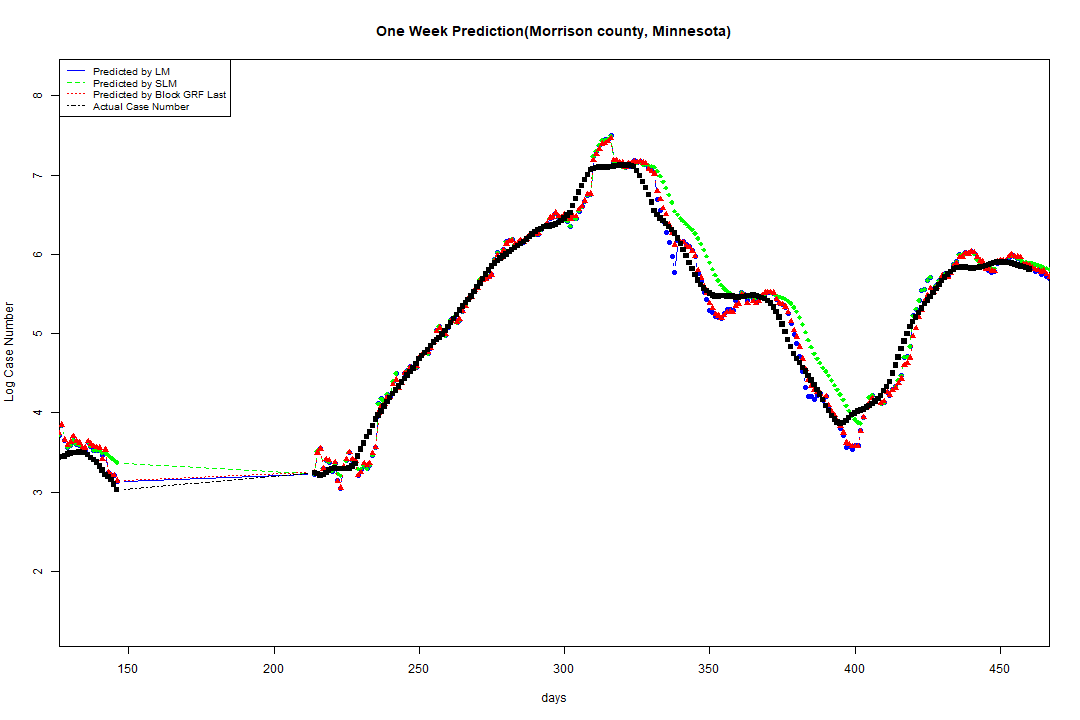 One Week Prediction(Morrison county, Minnesota)
Predicted by LM
Predicted by SLM
Predicted by Block GRF Last
Actual Case Number
8
7
6
5
4
3
2
Log Case Number
150 200 250 300 350 400 450
days